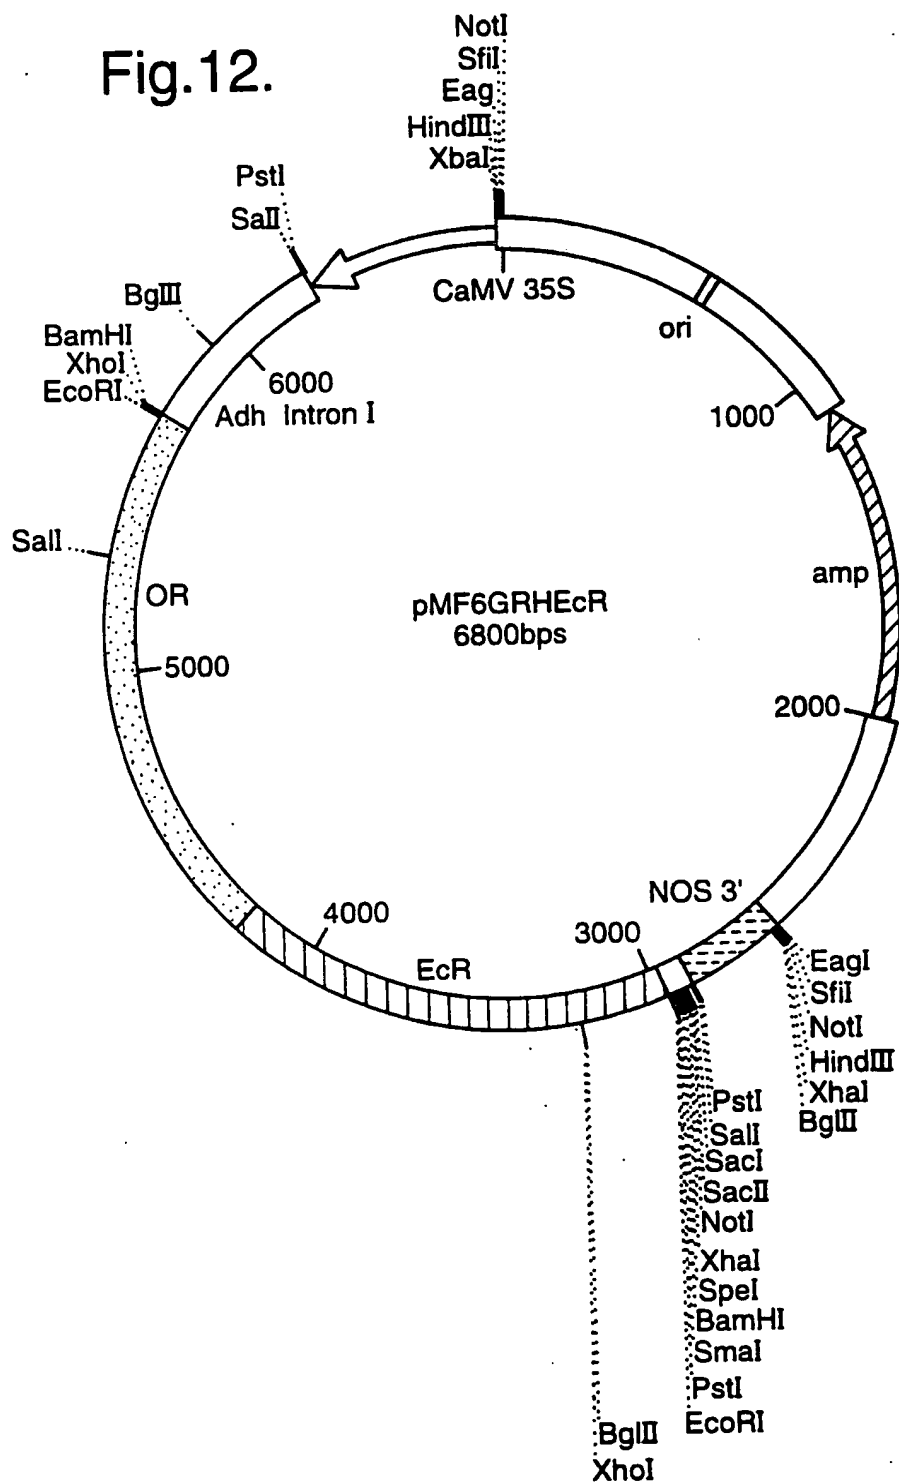 Fig.12.
NotI
SfiI
Eag
HindIII
XbaI
PstI
SalI
BglII
BamHI
XhoI
EcoRI
CaMV 35S
ori
6000
Adh Intron I
1000
SalI
OR
amp
pMF6GRHEcR
6800bps
5000
2000
NOS 3'
4000
3000
EcR
EagI
SfiI
NotI
HindIII
XhaI
BglII
PstI
SalI
SacI
SacII
NotI
XhaI
SpeI
BamHI
SmaI
PstI
EcoRI
BglII
XhoI